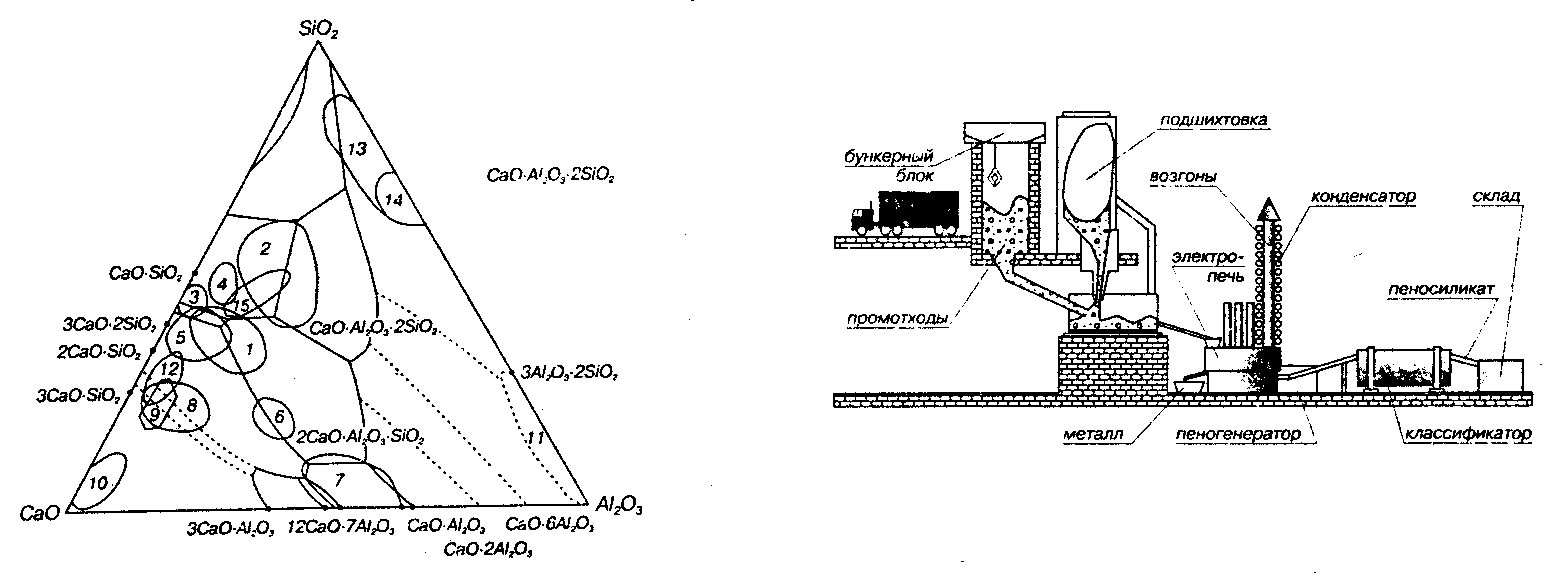 SiO₂
13
CaO·Al₂O₃·2SiO₂
14
2
CaO·SiO₂
4
3
15
3CaO·2SiO₂
CaO·Al₂O₃·2SiO₂
5
1
2CaO·SiO₂
12
3Al₂O₃·2SiO₂
3CaO·SiO₂
9
8
6
2CaO·Al₂O₃·SiO₂
11
7
10
CaO
Al₂O₃
3CaO·Al₂O₃
12CaO·7Al₂O₃
CaO·Al₂O₃
CaO·6Al₂O₃
CaO·2Al₂O₃
подшихтовка
бункерный
блок
возгоны
конденсатор
склад
электро-
печь
пеносиликат
промотходы
металл
пеногенератор
классификатор